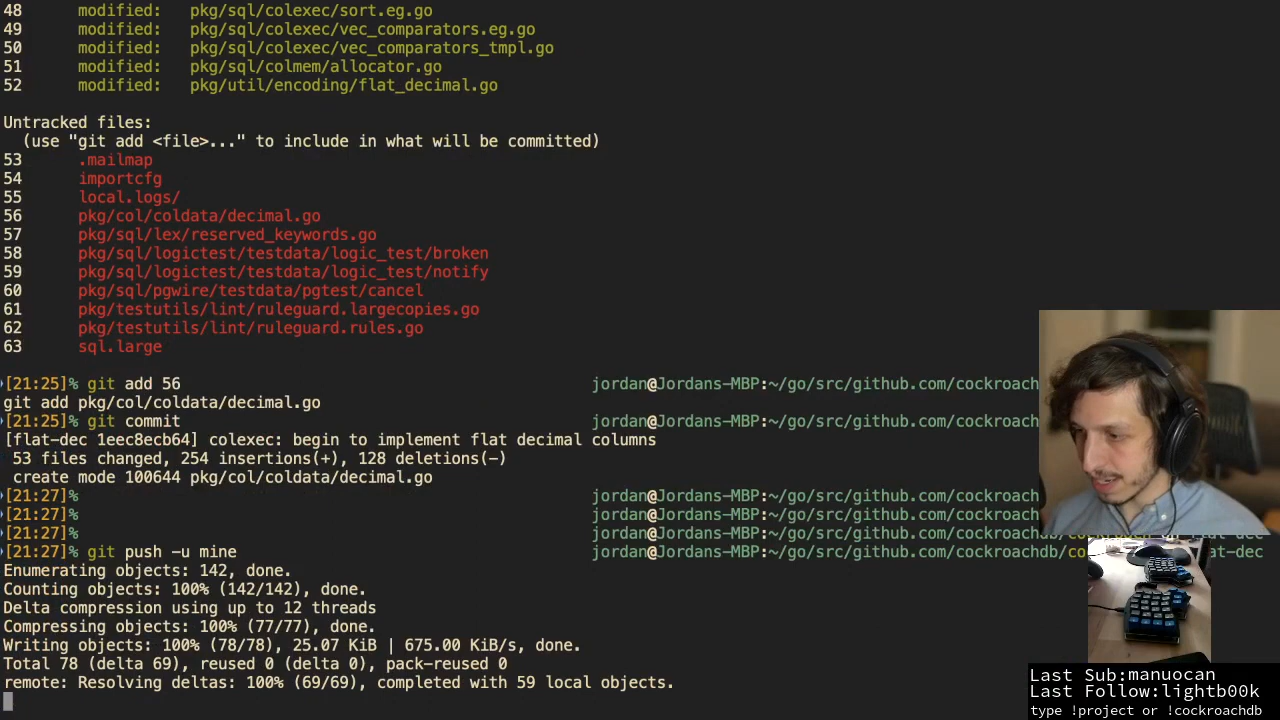 48 modified: pkg/sql/colexec/sort.eg.go
49 modified: pkg/sql/colexec/vec_comparators.eg.go
50 modified: pkg/sql/colexec/vec_comparators_tmpl.go
51 modified: pkg/sql/colmem/allocator.go
52 modified: pkg/util/encoding/flat_decimal.go
Untracked files:
(use "git add <file>..." to include in what will be committed)
53 .mailmap
54 importcfg
55 local.logs/
56 pkg/col/coldata/decimal.go
57 pkg/sql/lex/reserved_keywords.go
58 pkg/sql/logictest/testdata/logic_test/broken
59 pkg/sql/logictest/testdata/logic_test/notify
60 pkg/sql/pgwire/testdata/pgtest/cancel
61 pkg/testutils/lint/ruleguard.largecopies.go
62 pkg/testutils/lint/ruleguard.rules.go
63 sql.large
[21:25]% git add 56 jordan@Jordans-MBP:~/go/src/github.com/cockroach
git add pkg/col/coldata/decimal.go
[21:25]% git commit jordan@Jordans-MBP:~/go/src/github.com/cockroach
[flat-dec 1eec8ecb64] colexec: begin to implement flat decimal columns
53 files changed, 254 insertions(+), 128 deletions(-)
create mode 100644 pkg/col/coldata/decimal.go
[21:27]% jordan@Jordans-MBP:~/go/src/github.com/cockroach
[21:27]% jordan@Jordans-MBP:~/go/src/github.com/cockroach
[21:27]% jordan@Jordans-MBP:~/go/src/github.com/cockroachdb/
[21:27]% git push -u mine jordan@Jordans-MBP:~/go/src/github.com/cockroachdb/co lat-dec
Enumerating objects: 142, done.
Counting objects: 100% (142/142), done.
Delta compression using up to 12 threads
Compressing objects: 100% (77/77), done.
Writing objects: 100% (78/78), 25.07 KiB | 675.00 KiB/s, done.
Total 78 (delta 69), reused 0 (delta 0), pack-reused 0
remote: Resolving deltas: 100% (69/69), completed with 59 local objects.
Last Sub:manuocan
Last Follow:lightb00k
type !project or !cockroachdb